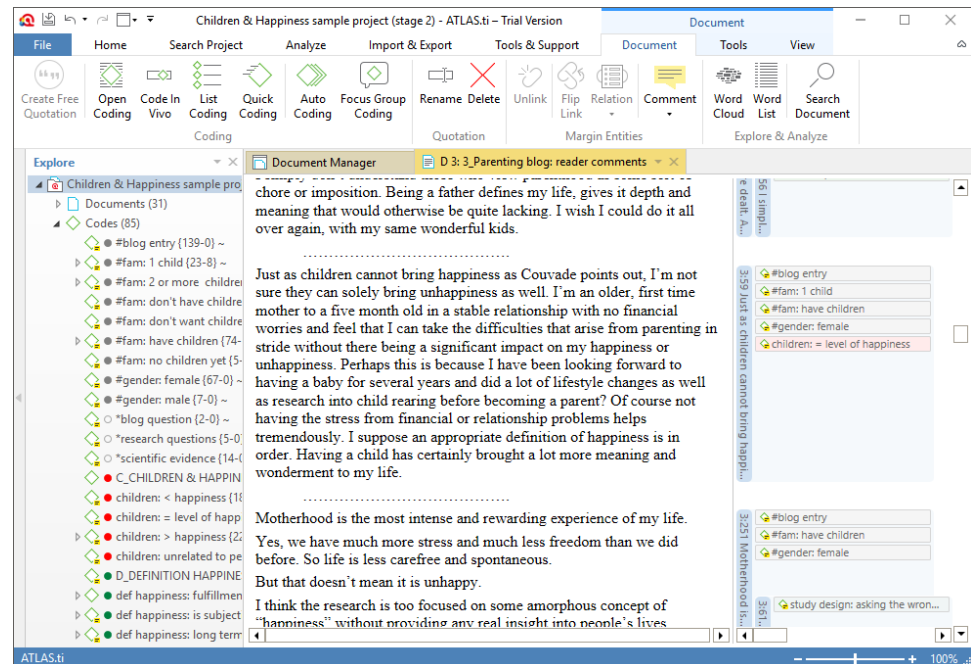 Children & Happiness sample project (stage 2) - ATLAS.ti – Trial Version
Document
File Home Search Project Analyze Import & Export Tools & Support Document Tools View
Create Free Quotation
Open Coding
Code In Vivo
List Coding
Quick Coding
Auto Coding
Focus Group Coding
Rename
Delete
Unlink
Flip Link
Relation
Comment
Word Cloud
Word List
Search Document
Coding
Quotation
Margin Entities
Explore & Analyze
Explore
Children & Happiness sample pro
Documents (31)
Codes (85)
#blog entry {139-0} ~
#fam: 1 child {23-8} ~
#fam: 2 or more children
#fam: don't have childre
#fam: don't want childre
#fam: have children {74-
#fam: no children yet {5-
#gender: female {67-0} ~
#gender: male {7-0} ~
*blog question {2-0} ~
*research questions {5-0
*scientific evidence {14-0
C_CHILDREN & HAPPIN
children: < happiness {18
children: = level of happ
children: > happiness {22
children: unrelated to pe
D_DEFINITION HAPPINE
def happiness: fulfillmen
def happiness: is subject
def happiness: long term
Document Manager
D 3: 3_Parenting blog: reader comments
chore or imposition. Being a father defines my life, gives it depth and
meaning that would otherwise be quite lacking. I wish I could do it all
over again, with my same wonderful kids.
.............................................
Just as children cannot bring happiness as Couvade points out, I’m not
sure they can solely bring unhappiness as well. I’m an older, first time
mother to a five month old in a stable relationship with no financial
worries and feel that I can take the difficulties that arise from parenting in
stride without there being a significant impact on my happiness or
unhappiness. Perhaps this is because I have been looking forward to
having a baby for several years and did a lot of lifestyle changes as well
as research into child rearing before becoming a parent? Of course not
having the stress from financial or relationship problems helps
tremendously. I suppose an appropriate definition of happiness is in
order. Having a child has certainly brought a lot more meaning and
wonderment to my life.
.............................................
Motherhood is the most intense and rewarding experience of my life.
Yes, we have much more stress and much less freedom than we did
before. So life is less carefree and spontaneous.
But that doesn’t mean it is unhappy.
I think the research is too focused on some amorphous concept of
“happiness” without providing any real insight into people’s lives
e dealt. A...
56 I simpl...
3:59 Just as children cannot bring happi...
#blog entry
#fam: 1 child
#fam: have children
#gender: female
children: = level of happiness
3:251 Motherhood is...
#blog entry
#fam: have children
#gender: female
3:61...
study design: asking the wron...
ATLAS.ti
100%